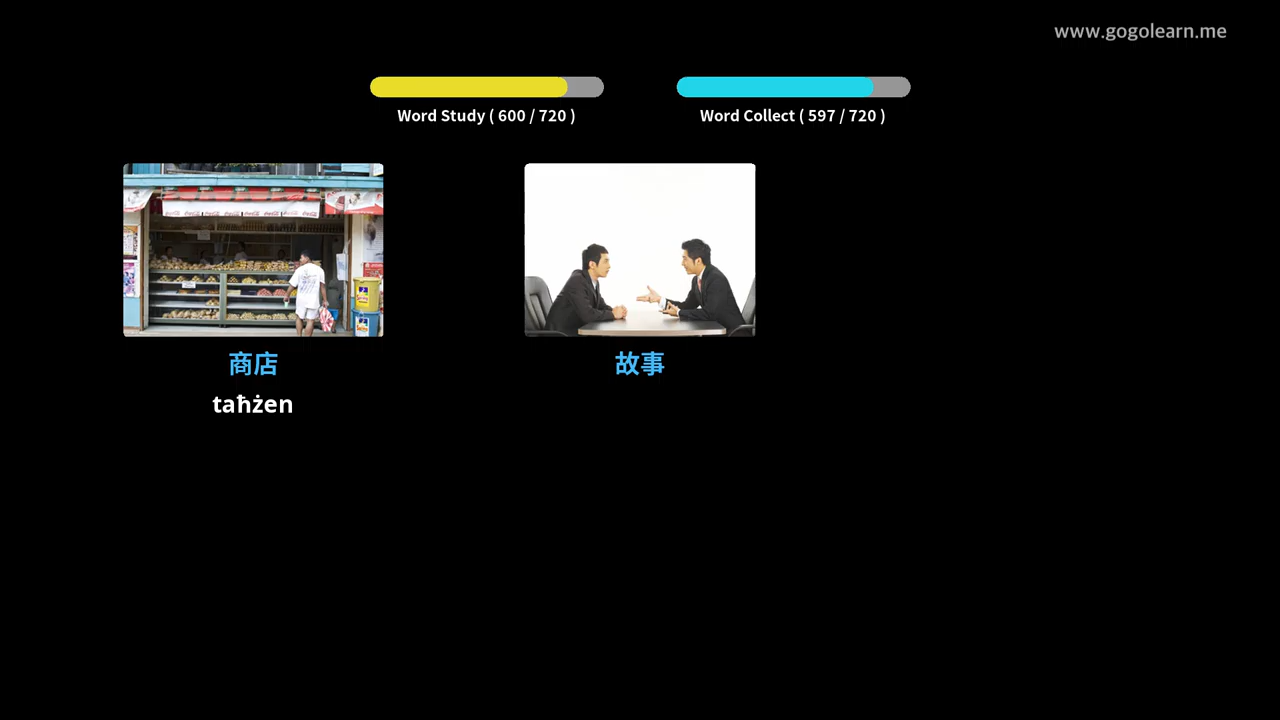 www.gogolearn.me
Word Study ( 600 / 720 )
Word Collect ( 597 / 720 )
商店
故事
taħżen